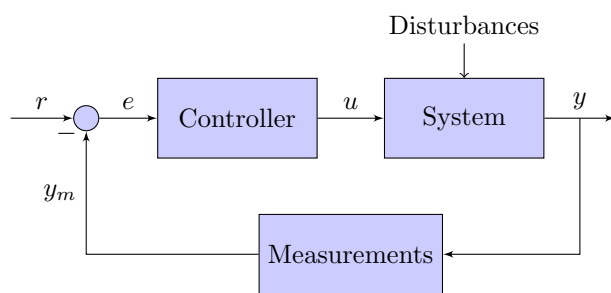 Disturbances
r
e
Controller
u
System
y
−
y_m
Measurements